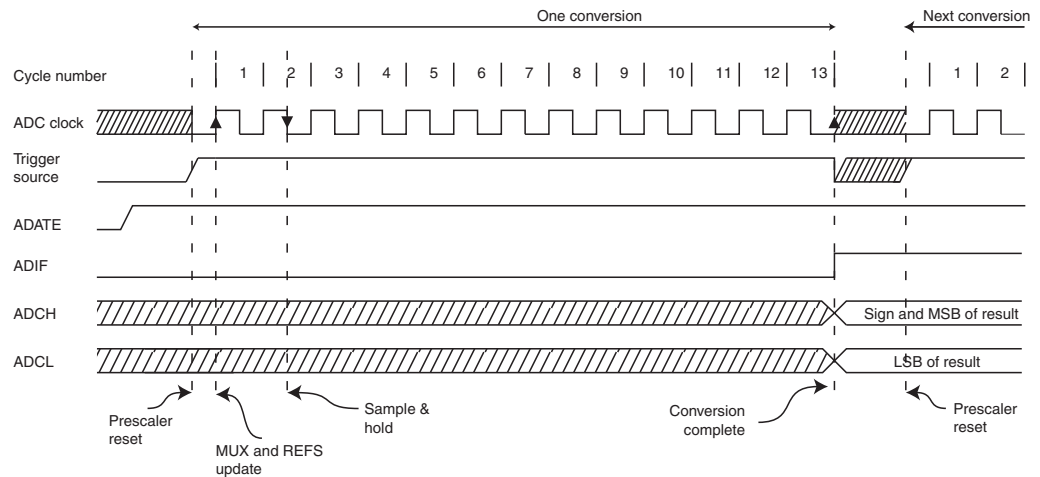 One conversion
Next conversion
Cycle number
1 2 3 4 5 6 7 8 9 10 11 12 13 1 2
ADC clock
Trigger
source
ADATE
ADIF
ADCH
Sign and MSB of result
ADCL
LSB of result
Prescaler
reset
MUX and REFS
update
Sample &
hold
Conversion
complete
Prescaler
reset